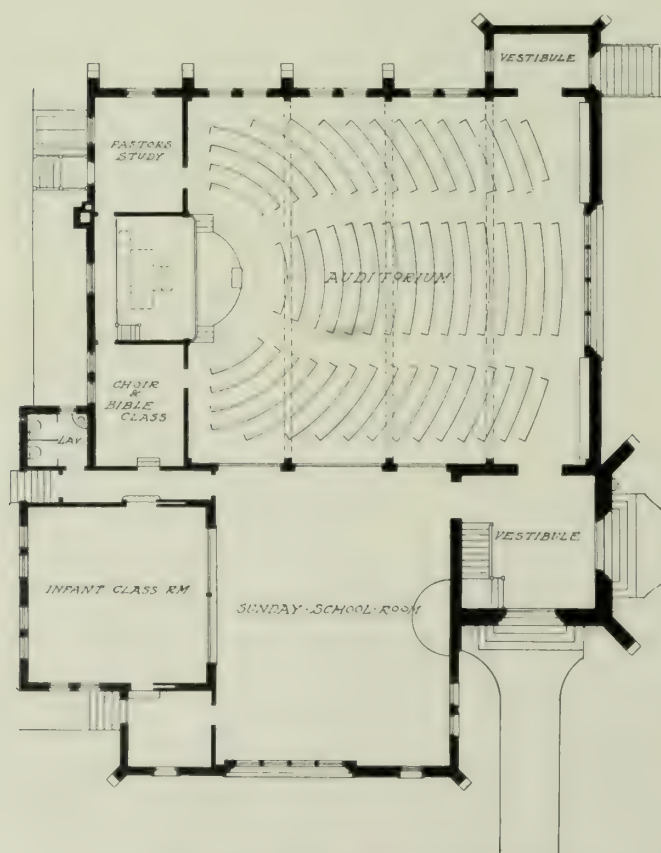 VESTIBULE
PASTORS
STUDY
AUDITORIUM
CHOIR
&
BIBLE
CLASS
LAV
VESTIBULE
INFANT CLASS RM
SUNDAY·SCHOOL·ROOM